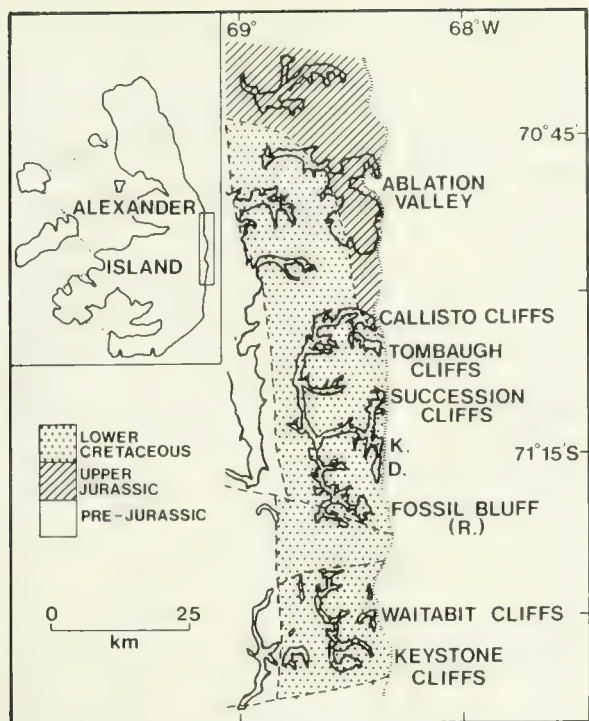 69°
68°W
70°45'
ALEXANDER
ISLAND
ABLATION
VALLEY
CALLISTO CLIFFS
TOMBAUGH
CLIFFS
SUCCESSION
CLIFFS
K.
D.
71°15'S
LOWER
CRETACEOUS
UPPER
JURASSIC
PRE-JURASSIC
FOSSIL BLUFF
(R.)
0 25
km
WAITABIT CLIFFS
KEYSTONE
CLIFFS